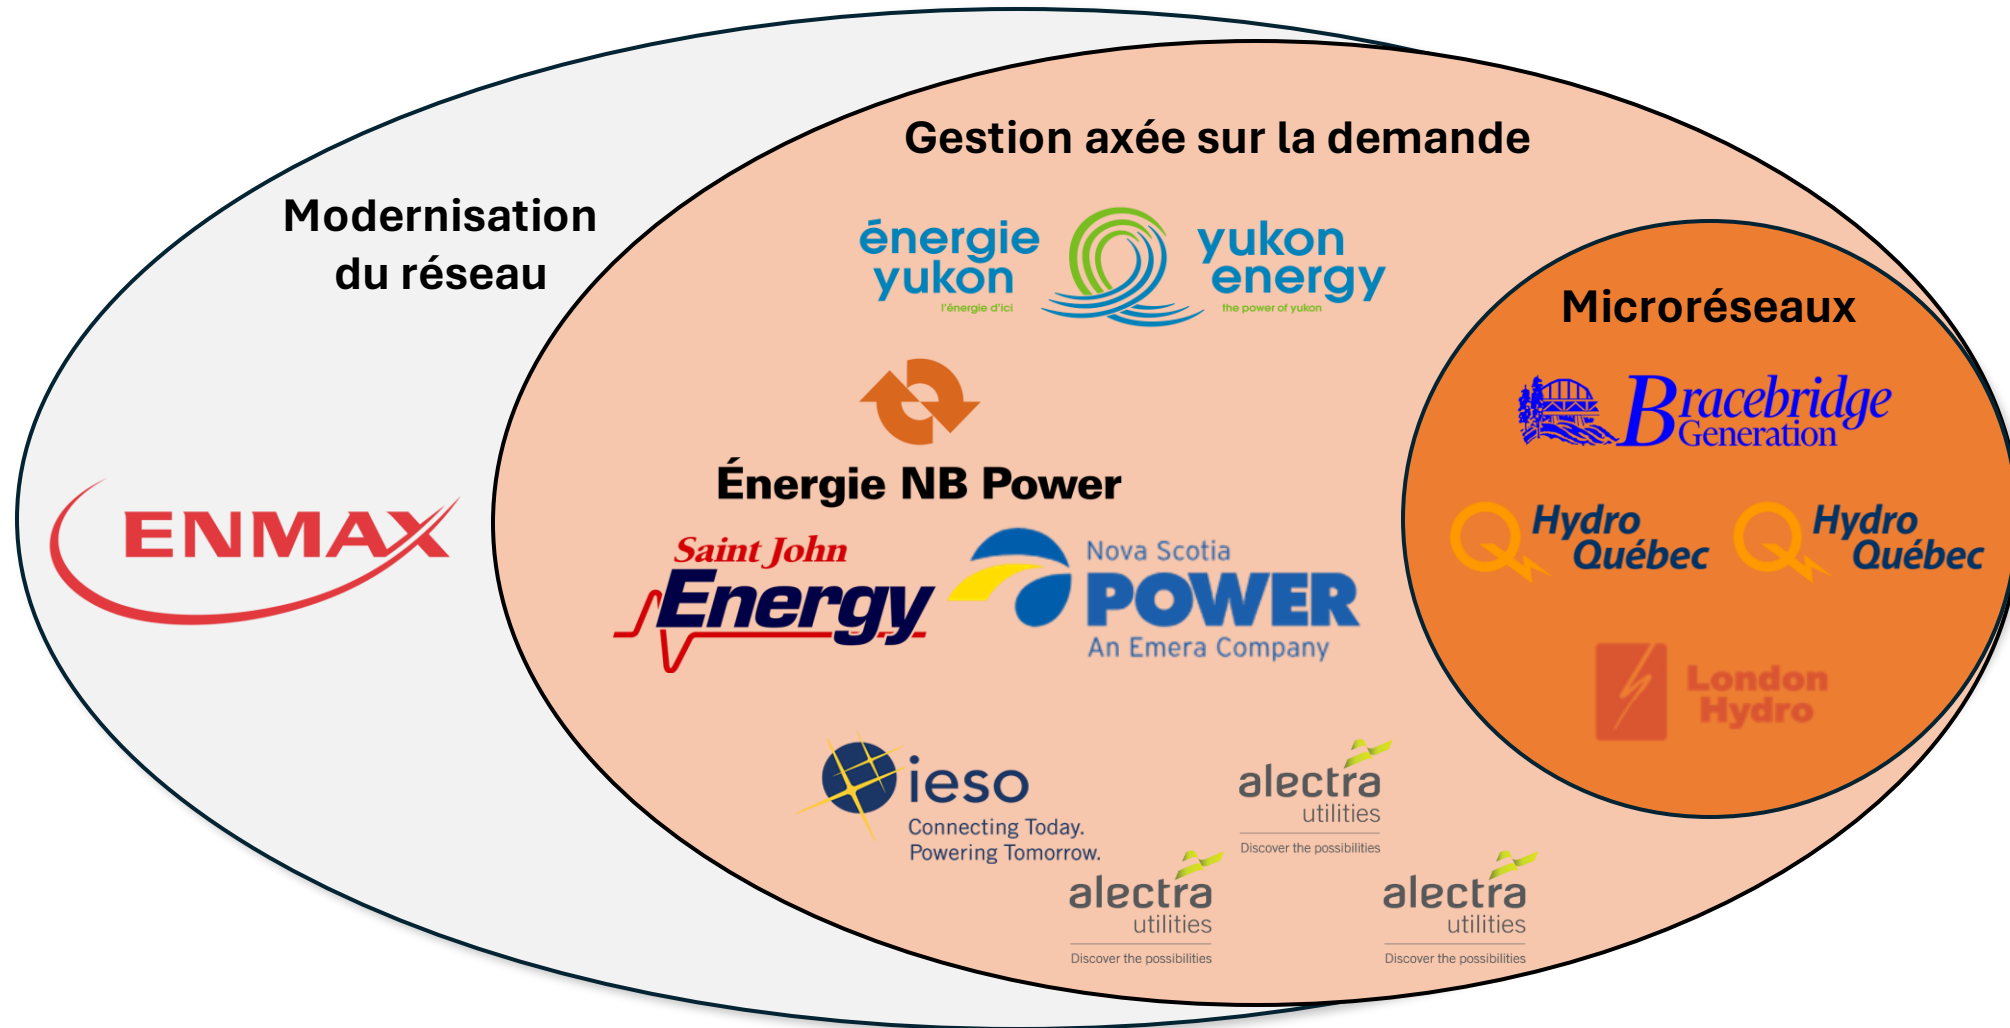 Gestion axée sur la demande
Modernisation
du réseau
énergie
yukon
l'énergie d'ici
yukon
energy
the power of yukon
Microréseaux
Bracebridge
Generation
Énergie NB Power
ENMAX
Saint John
Energy
Nova Scotia
POWER
An Emera Company
Hydro
Québec
Hydro
Québec
London
Hydro
ieso
Connecting Today.
Powering Tomorrow.
alectra
utilities
Discover the possibilities
alectra
utilities
Discover the possibilities
alectra
utilities
Discover the possibilities